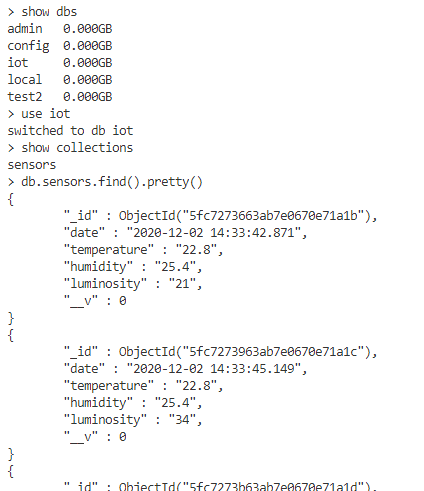 > show dbs
admin   0.000GB
config  0.000GB
iot     0.000GB
local   0.000GB
test2   0.000GB
> use iot
switched to db iot
> show collections
sensors
> db.sensors.find().pretty()
{
        "_id" : ObjectId("5fc7273663ab7e0670e71a1b"),
        "date" : "2020-12-02 14:33:42.871",
        "temperature" : "22.8",
        "humidity" : "25.4",
        "luminosity" : "21",
        "__v" : 0
}
{
        "_id" : ObjectId("5fc7273963ab7e0670e71a1c"),
        "date" : "2020-12-02 14:33:45.149",
        "temperature" : "22.8",
        "humidity" : "25.4",
        "luminosity" : "34",
        "__v" : 0
}
{
        "_id" : ObjectId("5fc7273b63ab7e0670e71a1d"),